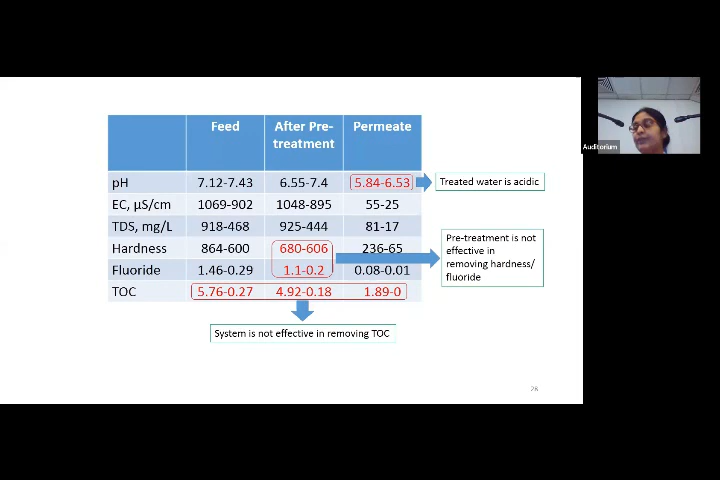 Feed After Pre- Permeate
treatment
pH 7.12-7.43 6.55-7.4 5.84-6.53 Treated water is acidic
EC, µS/cm 1069-902 1048-895 55-25
TDS, mg/L 918-468 925-444 81-17
Hardness 864-600 680-606 236-65
Fluoride 1.46-0.29 1.1-0.2 0.08-0.01
TOC 5.76-0.27 4.92-0.18 1.89-0
Pre-treatment is not
effective in
removing hardness/
fluoride
System is not effective in removing TOC
28
Auditorium